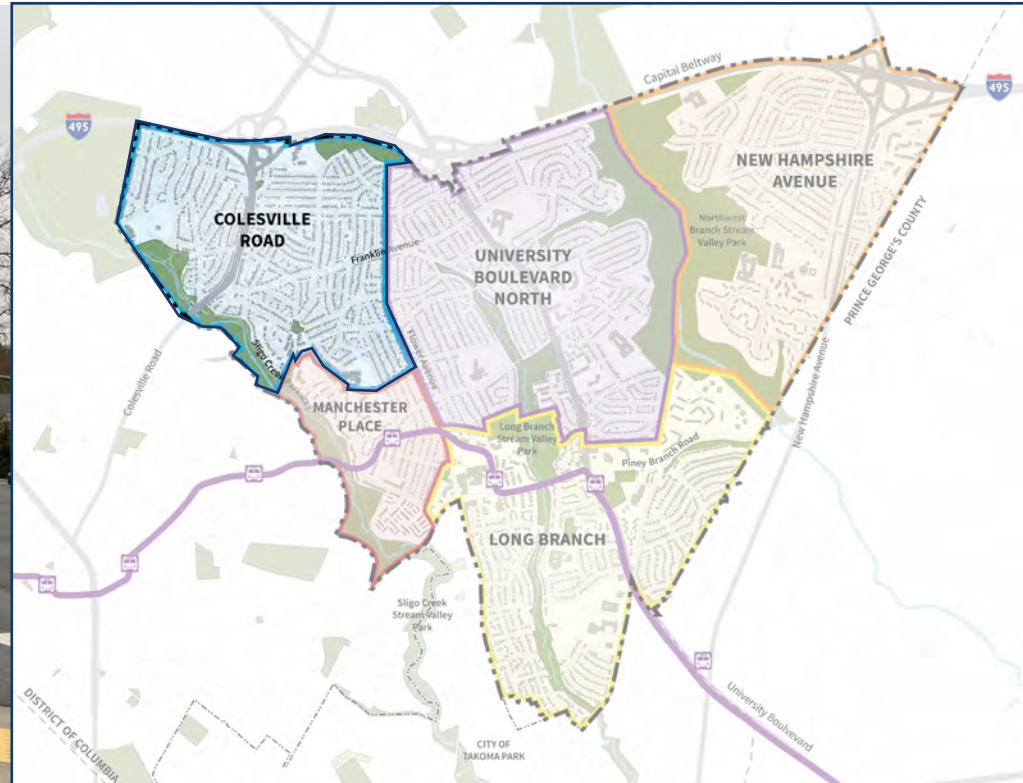 Capital Beltway
495
495
NEW HAMPSHIRE
AVENUE
COLESVILLE
ROAD
Northwest
Branch Stream
Valley Park
Franklin Avenue
UNIVERSITY
BOULEVARD
NORTH
PRINCE GEORGE'S COUNTY
Sligo Creek
Parkway
Flower Avenue
Colesville Road
New Hampshire Avenue
MANCHESTER
PLACE
Long Branch
Stream Valley
Park
Piney Branch Road
LONG BRANCH
Sligo Creek
Stream Valley
Park
University Boulvevard
DISTRICT OF COLUMBIA
CITY OF
TAKOMA PARK